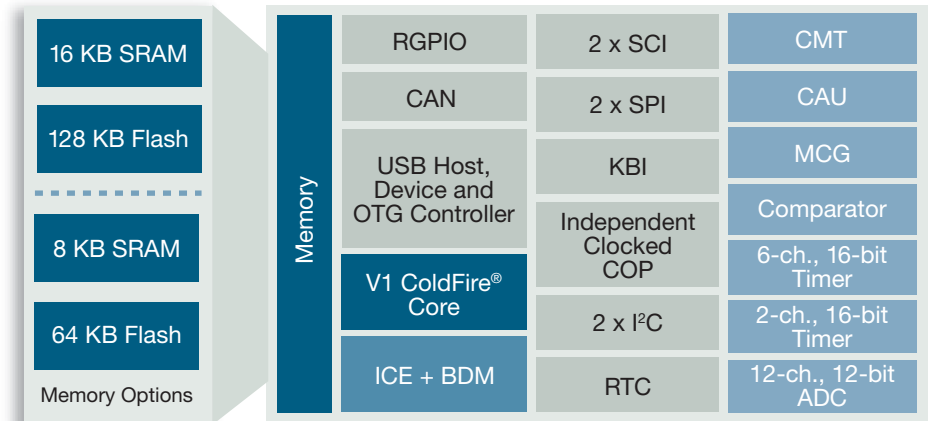 16 KB SRAM
128 KB Flash
8 KB SRAM
64 KB Flash
Memory Options
Memory
RGPIO
CAN
USB Host,
Device and
OTG Controller
V1 ColdFire®
Core
ICE + BDM
2 x SCI
2 x SPI
KBI
Independent
Clocked
COP
2 x I²C
RTC
CMT
CAU
MCG
Comparator
6-ch., 16-bit
Timer
2-ch., 16-bit
Timer
12-ch., 12-bit
ADC